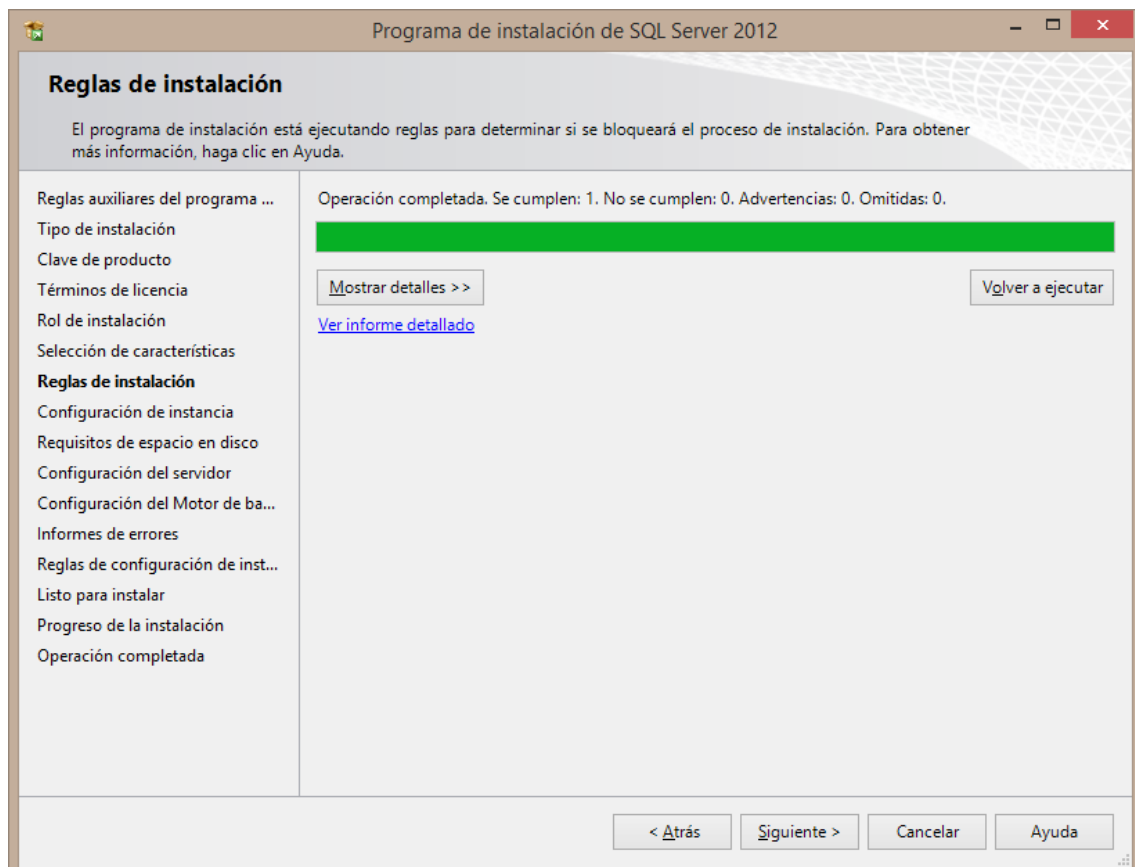 Programa de instalación de SQL Server 2012
Reglas de instalación
El programa de instalación está ejecutando reglas para determinar si se bloqueará el proceso de instalación. Para obtener
más información, haga clic en Ayuda.
Reglas auxiliares del programa ...
Tipo de instalación
Clave de producto
Términos de licencia
Rol de instalación
Selección de características
Reglas de instalación
Configuración de instancia
Requisitos de espacio en disco
Configuración del servidor
Configuración del Motor de ba...
Informes de errores
Reglas de configuración de inst...
Listo para instalar
Progreso de la instalación
Operación completada
Operación completada. Se cumplen: 1. No se cumplen: 0. Advertencias: 0. Omitidas: 0.
Mostrar detalles >>
Volver a ejecutar
Ver informe detallado
< Atrás
Siguiente >
Cancelar
Ayuda